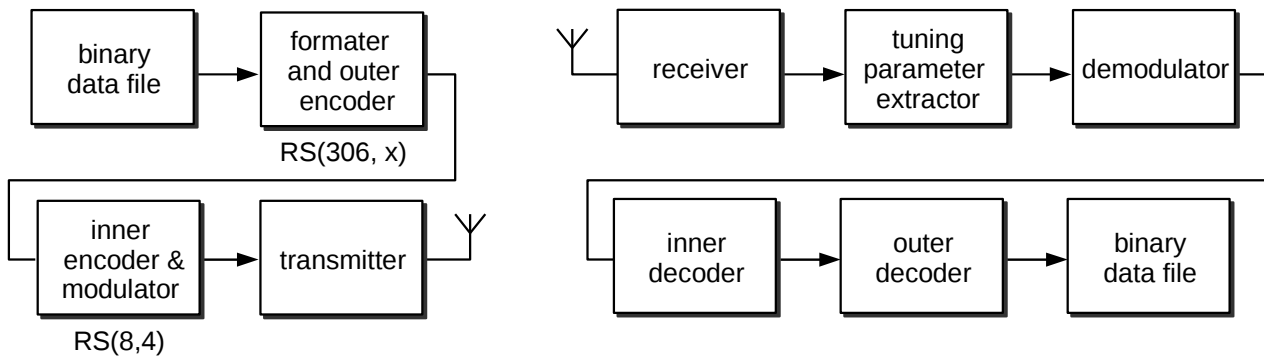 binary
data file
formater
and outer
encoder
RS(306, x)
inner
encoder &
modulator
RS(8,4)
transmitter
receiver
tuning
parameter
extractor
demodulator
inner
decoder
outer
decoder
binary
data file